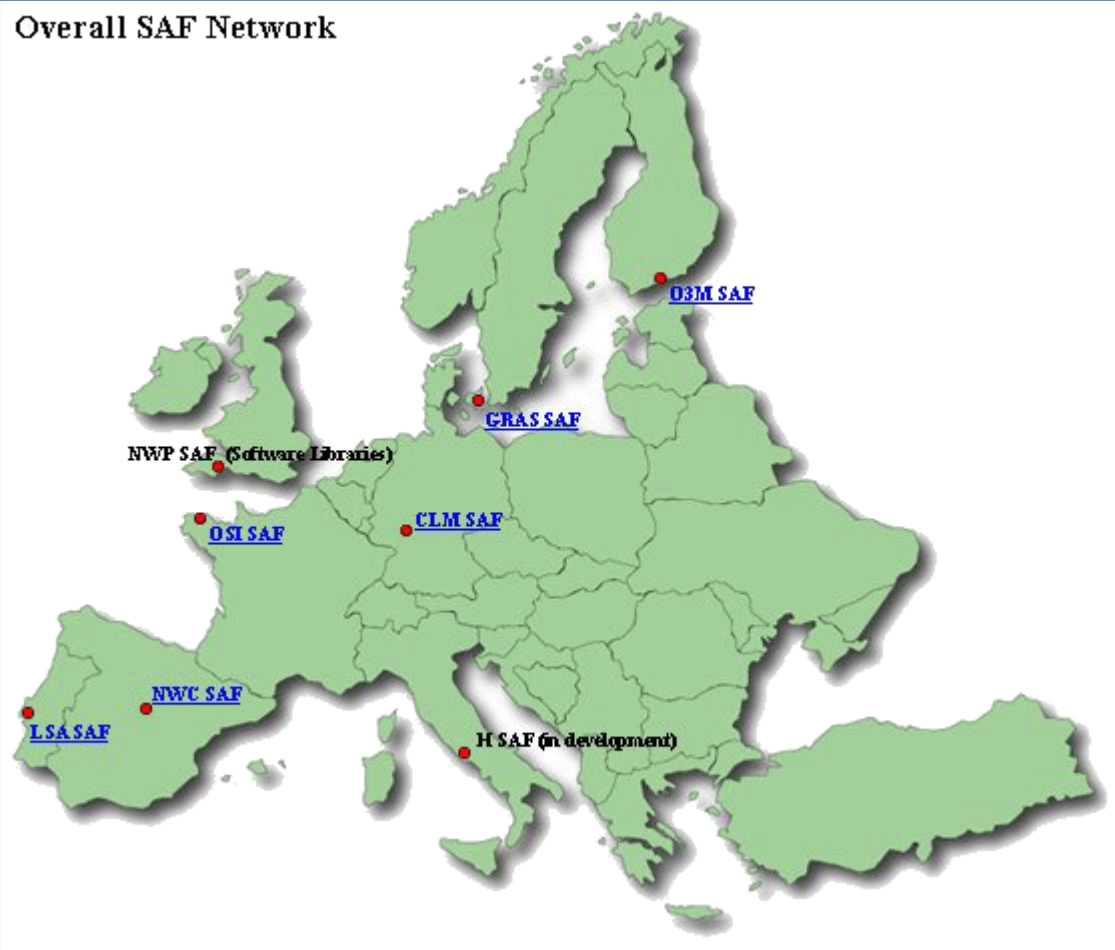 Overall SAF Network
O3M SAF
GRAS SAF
NWP SAF (Software Libraries)
CLM SAF
OSI SAF
NWC SAF
LSA SAF
H SAF (in development)